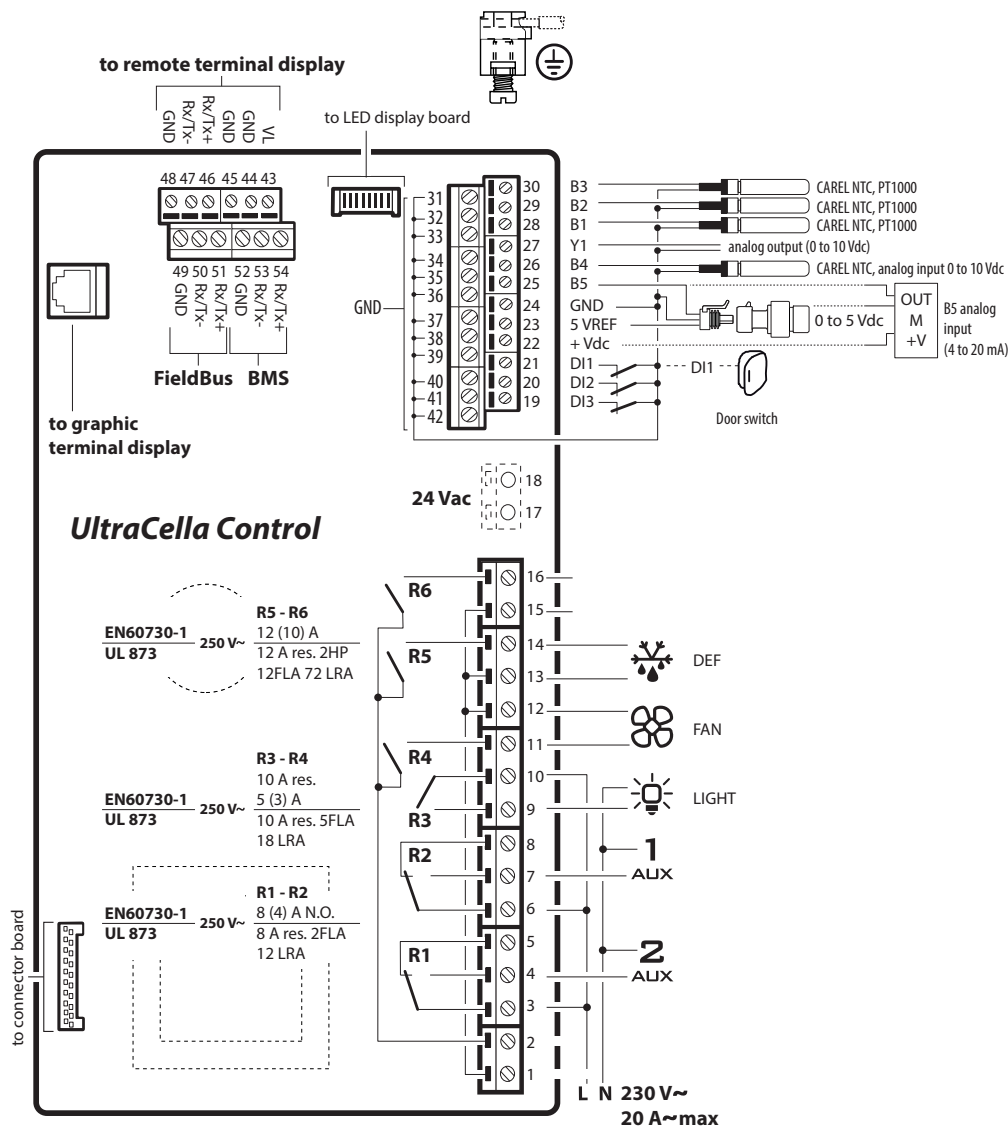 to remote terminal display
GND
Rx/Tx-
Rx/Tx+
GND
GND
VL
to LED display board
48 47 46 45 44 43
49 50 51 52 53 54
GND
Rx/Tx-
Rx/Tx+
GND
Rx/Tx-
Rx/Tx+
FieldBus BMS
to graphic
terminal display
GND
31
32
33
34
35
36
37
38
39
40
41
42
30 B3 CAREL NTC, PT1000
29 B2 CAREL NTC, PT1000
28 B1 CAREL NTC, PT1000
27 Y1 analog output (0 to 10 Vdc)
26 B4 CAREL NTC, analog input 0 to 10 Vdc
25 B5
24 GND
23 5 VREF 0 to 5 Vdc
22 + Vdc
OUT
M
+V
B5 analog
input
(4 to 20 mA)
21 DI1 DI1
20 DI2
19 DI3
Door switch
24 Vac
18
17
UltraCella Control
R6
16
15
R5 - R6
EN60730-1
UL 873
250 V~
12 (10) A
12 A res. 2HP
12FLA 72 LRA
R5
14
13
DEF
12
R4
11
FAN
R3 - R4
10 A res.
EN60730-1
UL 873
250 V~
5 (3) A
10 A res. 5FLA
18 LRA
R3
10
9
LIGHT
R2
8
7
6
1
AUX
R1 - R2
EN60730-1
UL 873
250 V~
8 (4) A N.O.
8 A res. 2FLA
12 LRA
R1
5
4
3
2
AUX
2
1
to connector board
L N 230 V~
20 A~max